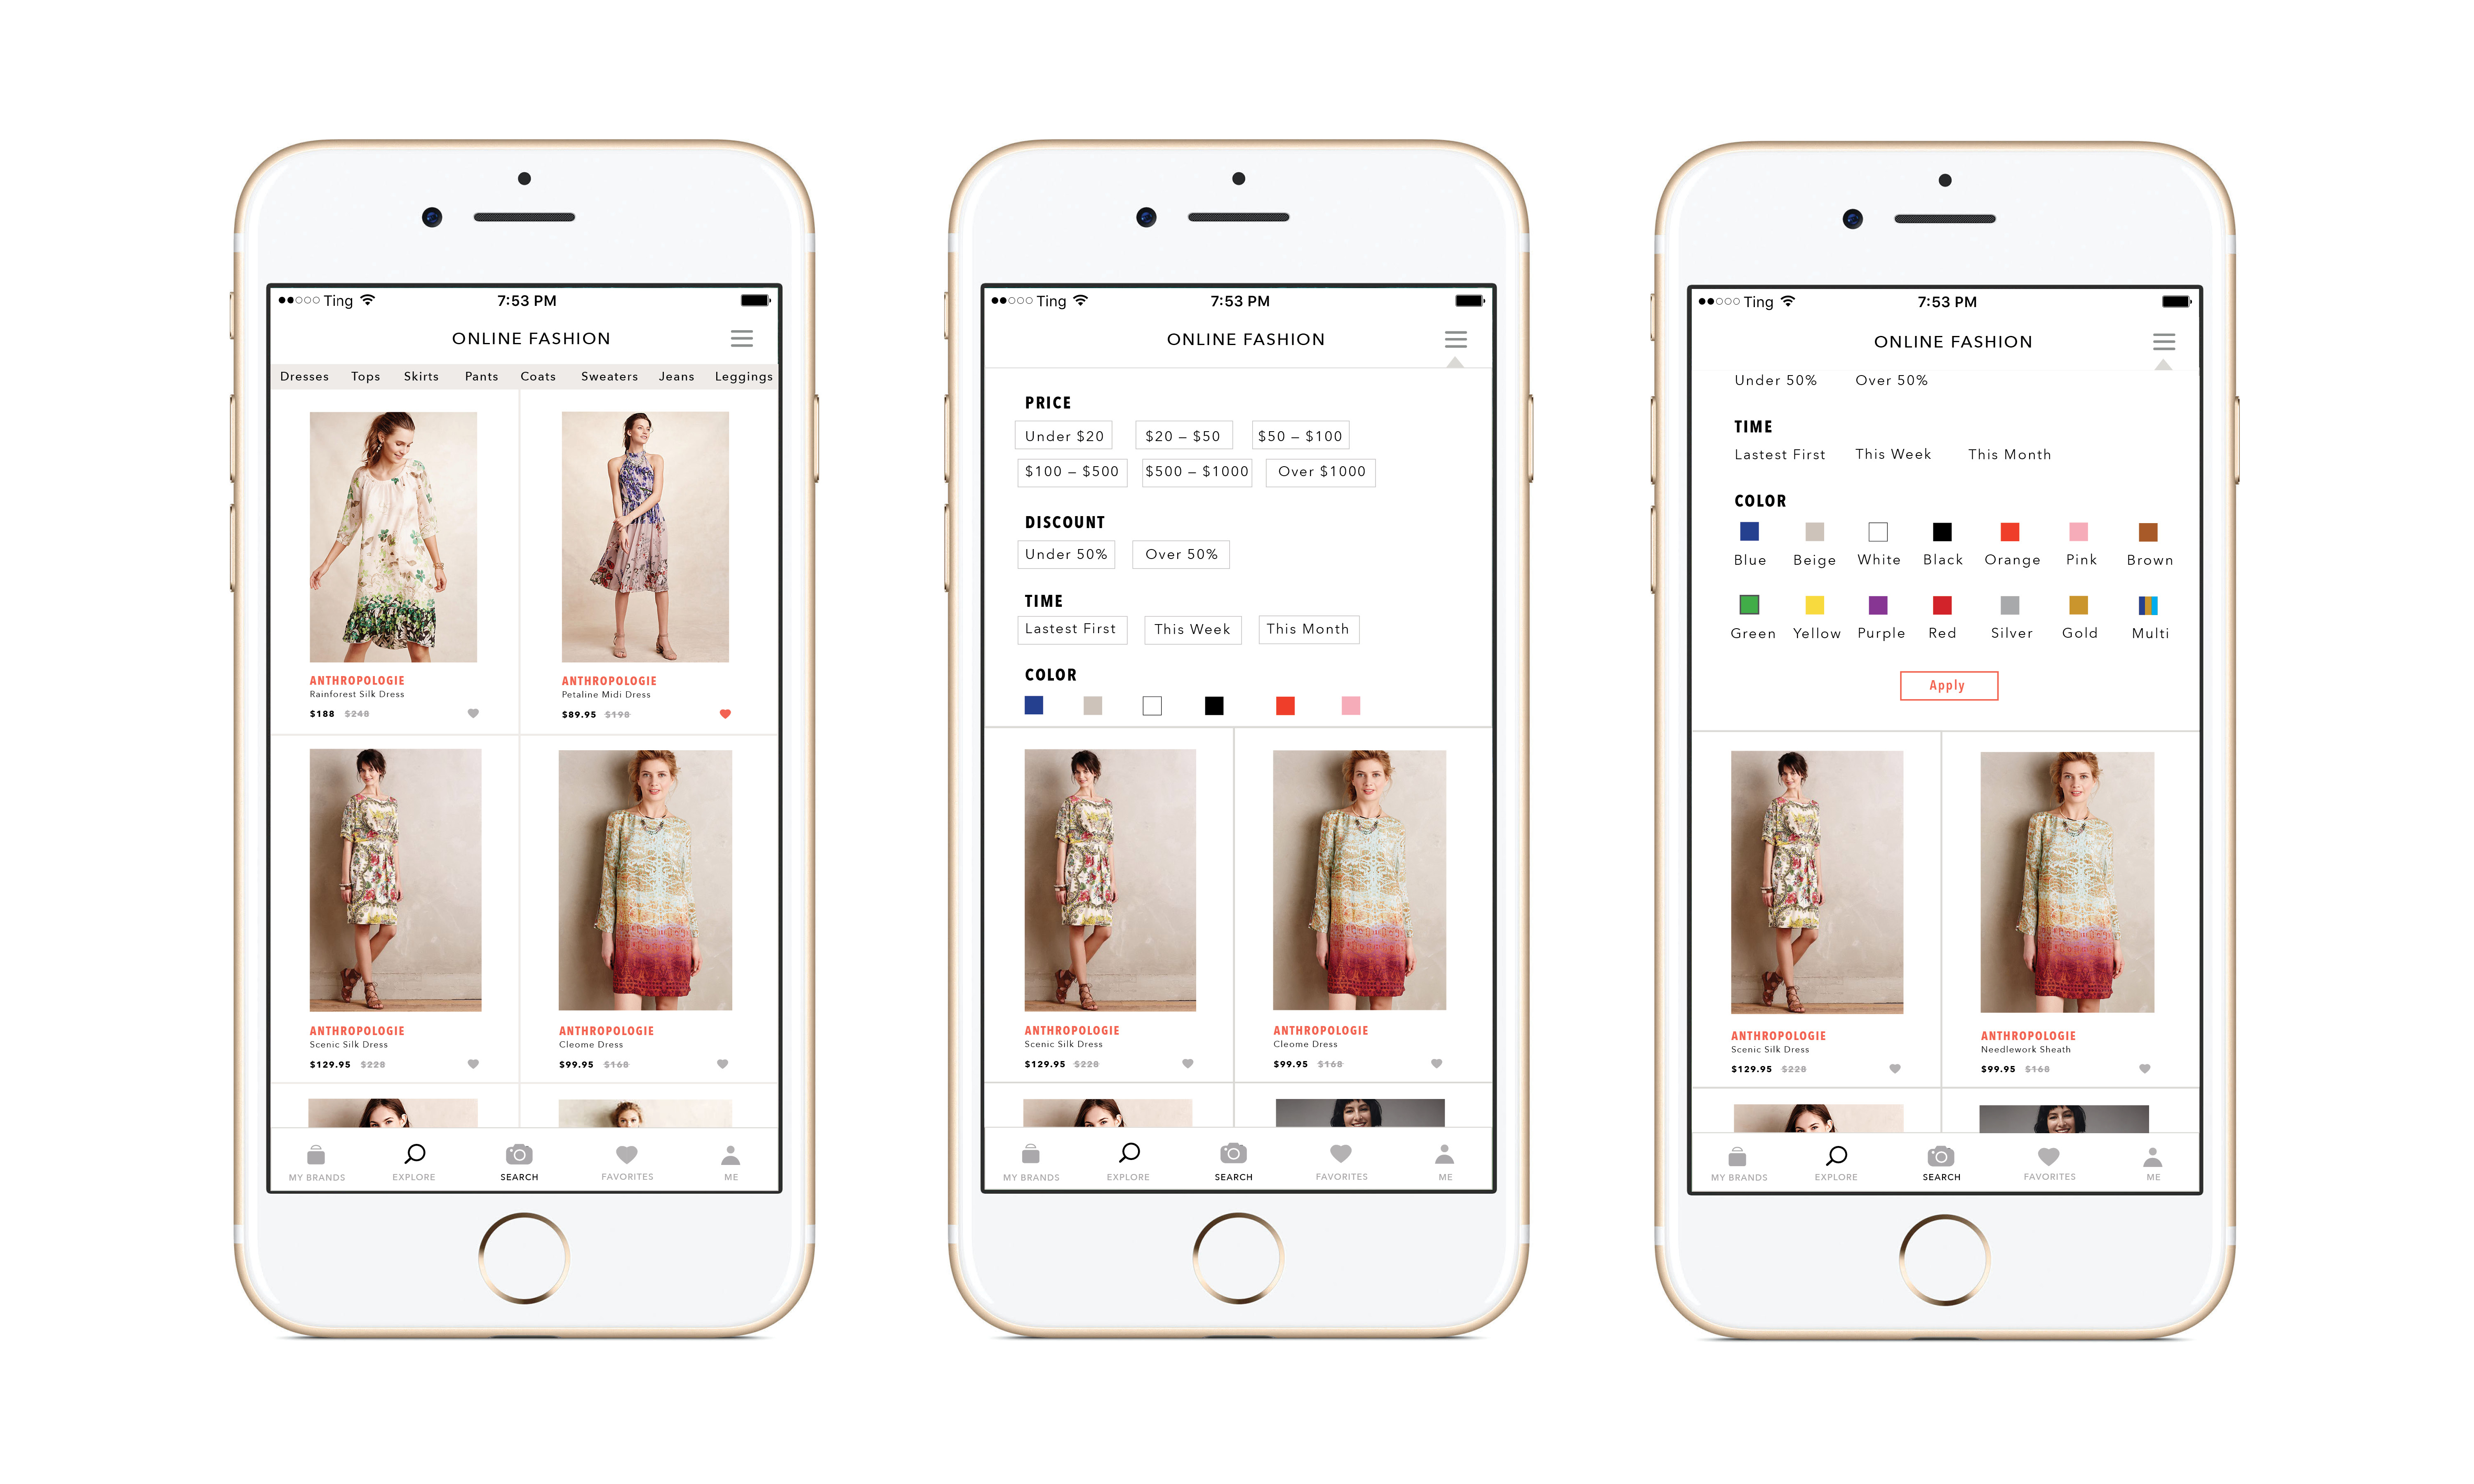 Ting 7:53 PM
ONLINE FASHION
Dresses Tops Skirts Pants Coats Sweaters Jeans Leggings
ANTHROPOLOGIE
Rainforest Silk Dress
$188 $248
ANTHROPOLOGIE
Petaline Midi Dress
$89.95 $198
ANTHROPOLOGIE
Scenic Silk Dress
$129.95 $228
ANTHROPOLOGIE
Cleome Dress
$99.95 $168
MY BRANDS EXPLORE SEARCH FAVORITES ME
Ting 7:53 PM
ONLINE FASHION
PRICE
Under $20 $20 – $50 $50 – $100
$100 – $500 $500 – $1000 Over $1000
DISCOUNT
Under 50% Over 50%
TIME
Lastest First This Week This Month
COLOR
ANTHROPOLOGIE
Scenic Silk Dress
$129.95 $228
ANTHROPOLOGIE
Cleome Dress
$99.95 $168
MY BRANDS EXPLORE SEARCH FAVORITES ME
Ting 7:53 PM
ONLINE FASHION
Under 50% Over 50%
TIME
Lastest First This Week This Month
COLOR
Blue Beige White Black Orange Pink Brown
Green Yellow Purple Red Silver Gold Multi
Apply
ANTHROPOLOGIE
Scenic Silk Dress
$129.95 $228
ANTHROPOLOGIE
Needlework Sheath
$99.95 $168
MY BRANDS EXPLORE SEARCH FAVORITES ME